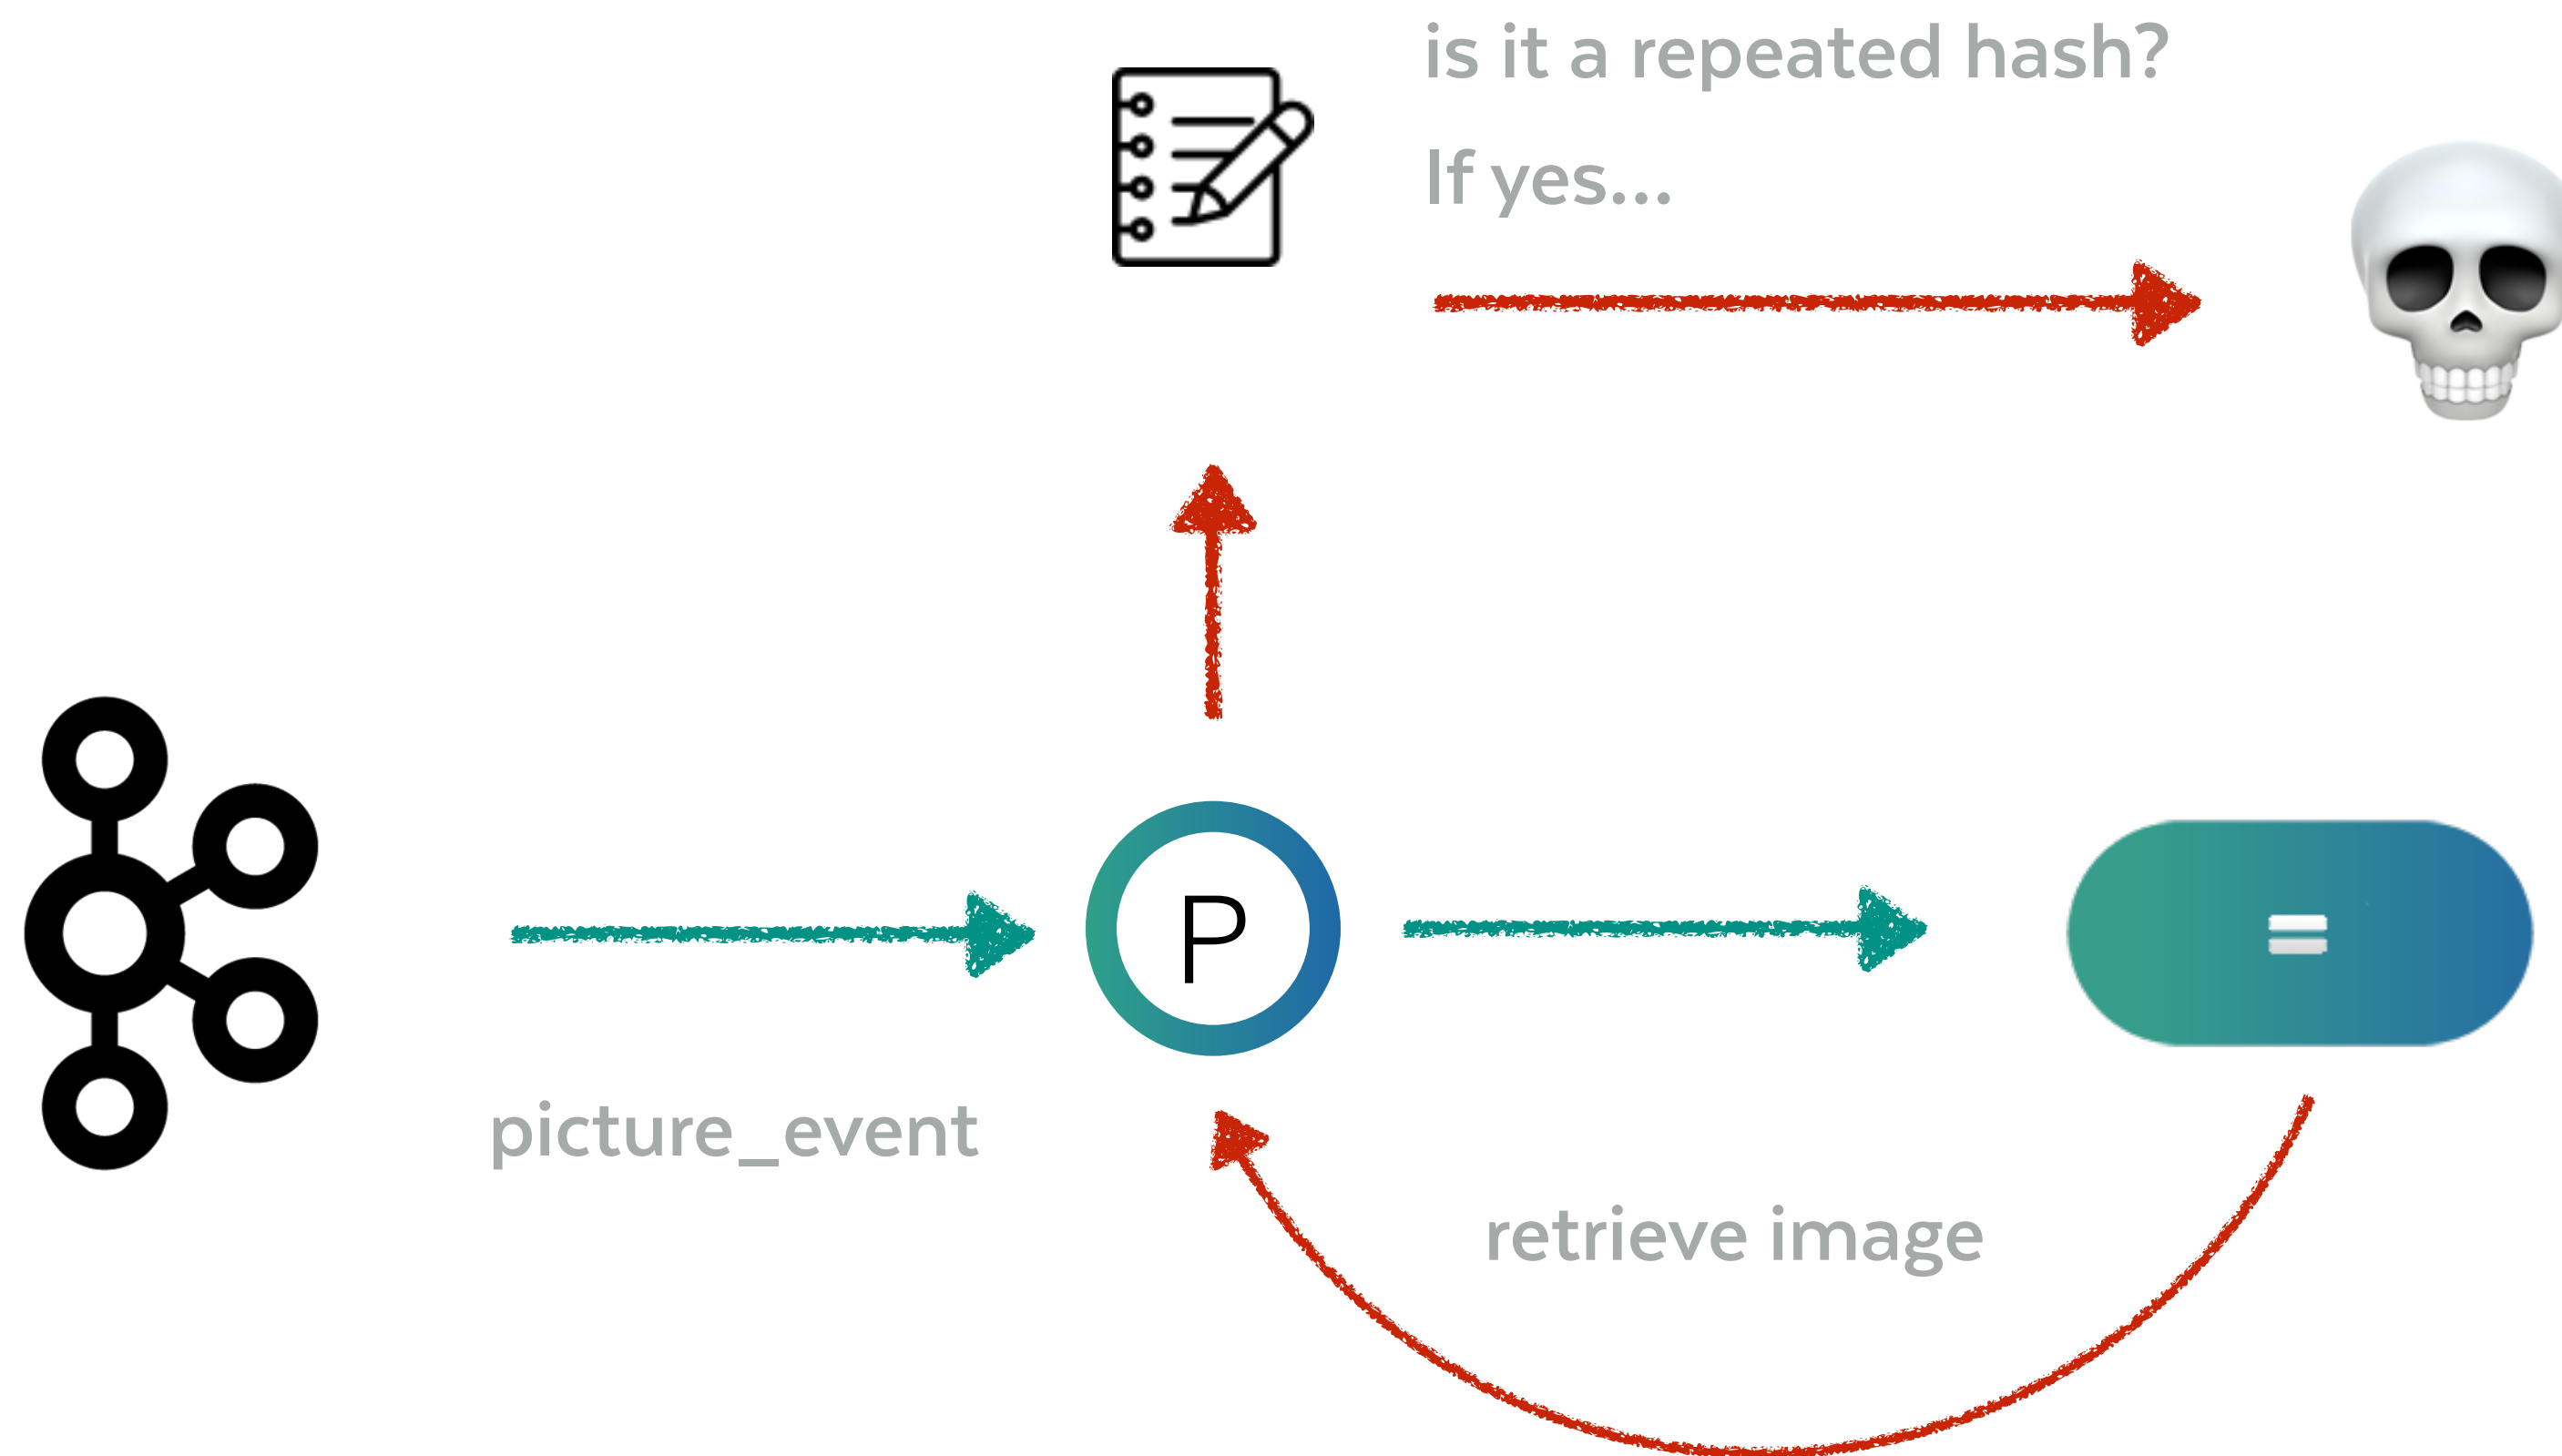 is it a repeated hash?
If yes...
P
=
picture_event
retrieve image